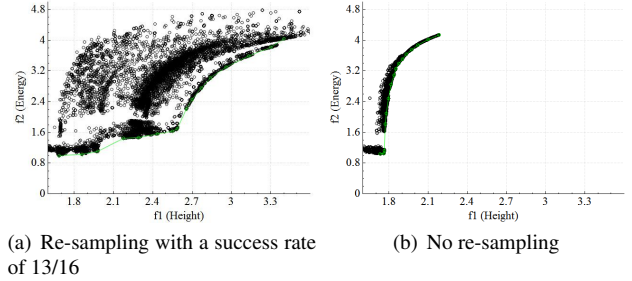 4.8
4
3.2
2.4
1.6
0.8
0
f2 (Energy)
1.8 2.1 2.4 2.7 3 3.3
f1 (Height)
4.8
4
3.2
2.4
1.6
0.8
0
f2 (Energy)
1.8 2.1 2.4 2.7 3 3.3
f1 (Height)
(a) Re-sampling with a success rate
of 13/16
(b) No re-sampling